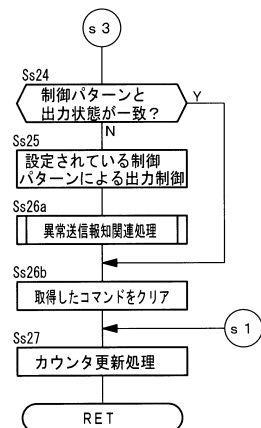 s3
Ss24
制御パターンと
出力状態が一致？
Y
N
Ss25
設定されている制御
パターンによる出力制御
Ss26a
異常送信報知関連処理
Ss26b
取得したコマンドをクリア
s1
Ss27
カウンタ更新処理
RET